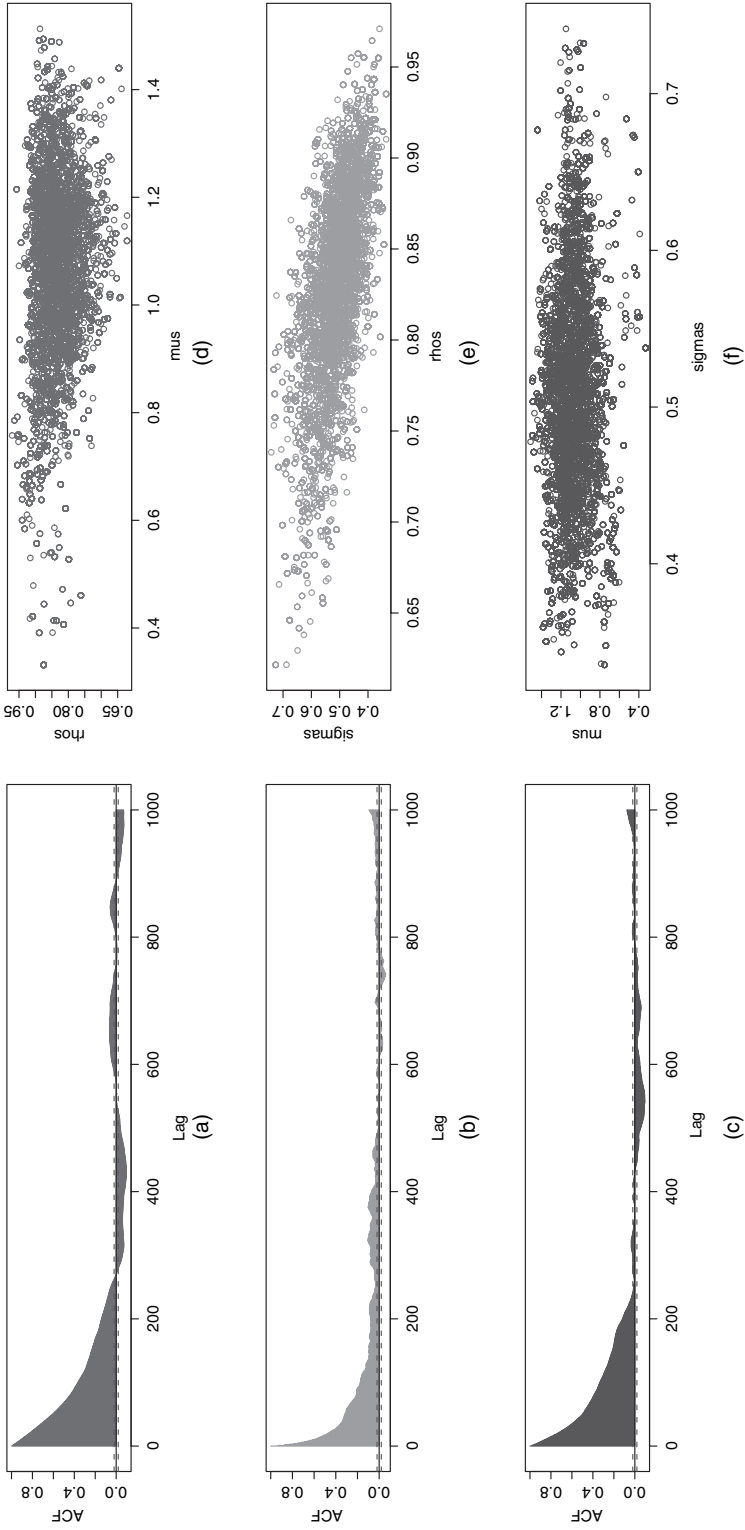 ACF
0.0 0.4 0.8
0 200 400 600 800 1000
Lag
(a)
rhos
0.65 0.80 0.95
0.4 0.6 0.8 1.0 1.2 1.4
mus
(d)
ACF
0.0 0.4 0.8
0 200 400 600 800 1000
Lag
(b)
sigmas
0.4 0.5 0.6 0.7
0.65 0.70 0.75 0.80 0.85 0.90 0.95
rhos
(e)
ACF
0.0 0.4 0.8
0 200 400 600 800 1000
Lag
(c)
mus
0.4 0.8 1.2
0.4 0.5 0.6 0.7
sigmas
(f)